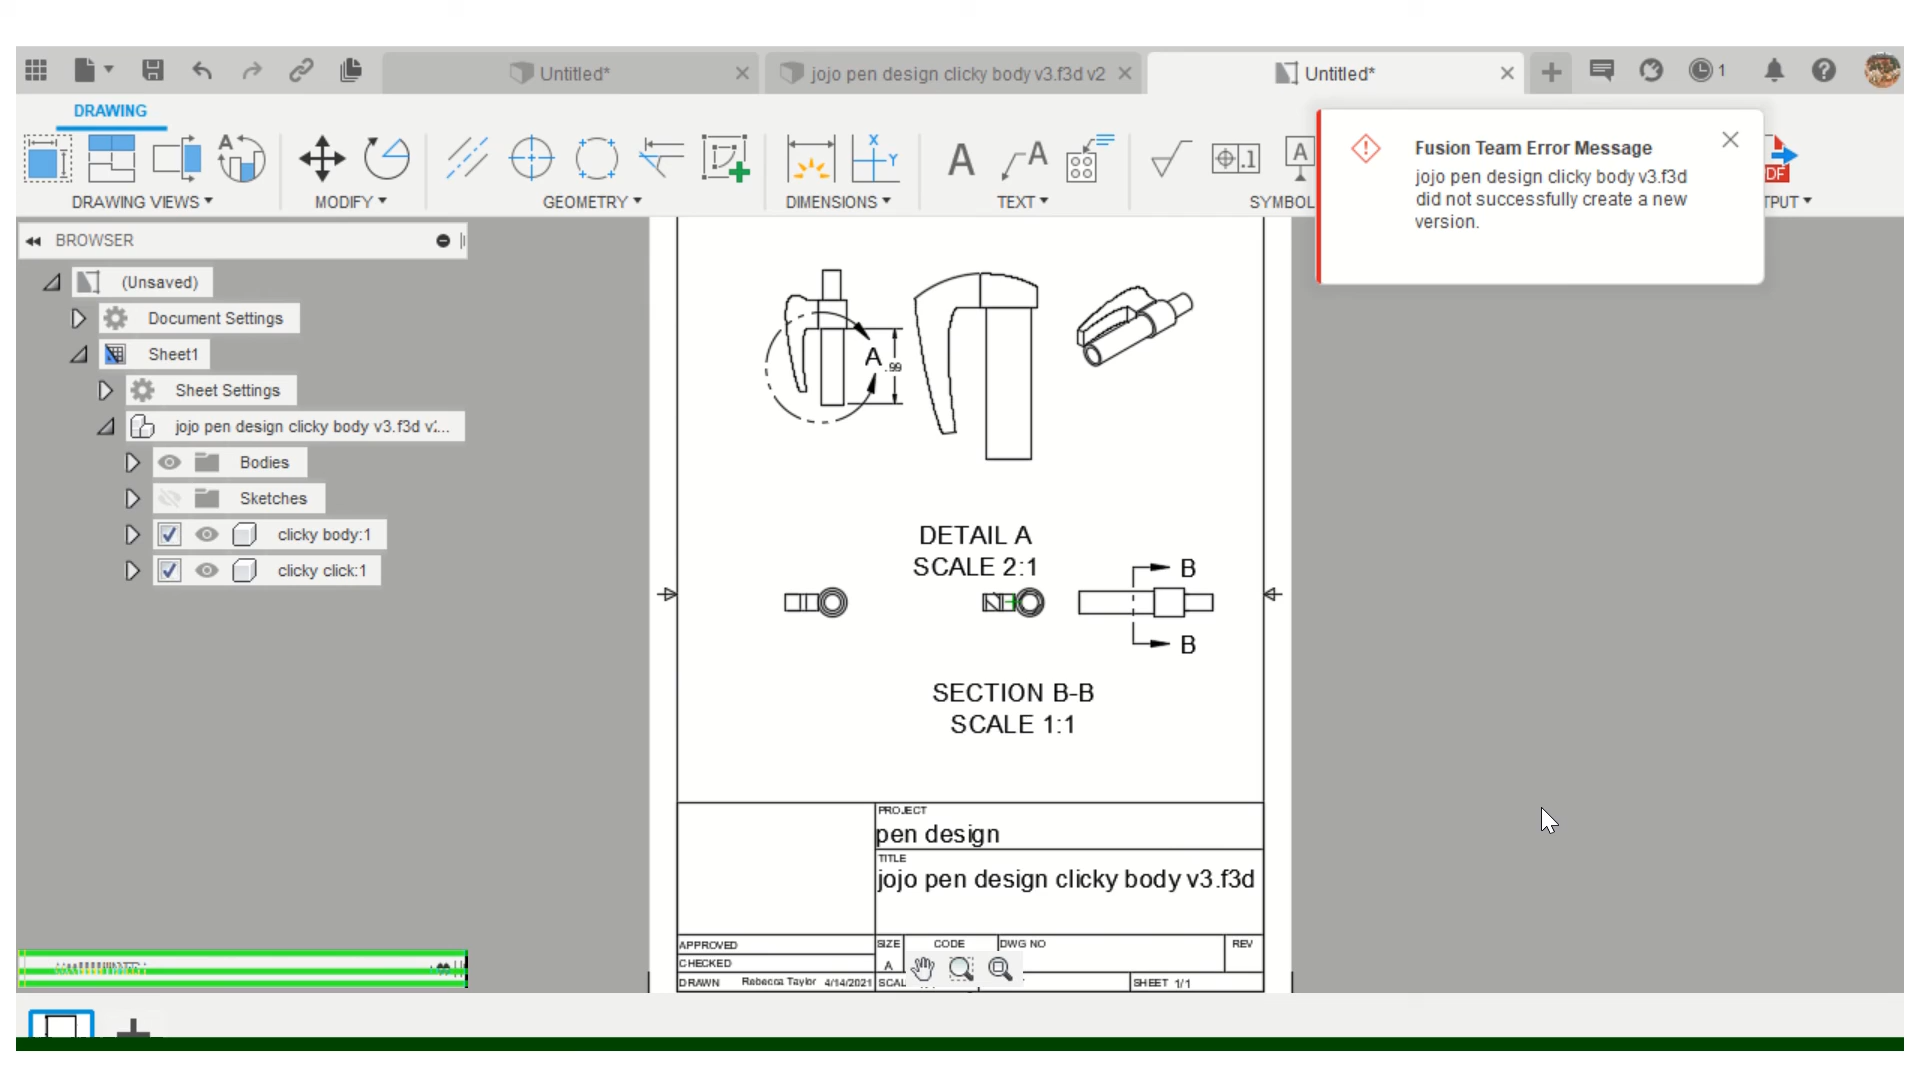 Untitled*
jojo pen design clicky body v3.f3d v2
Untitled*
1
DRAWING
DRAWING VIEWS
MODIFY
GEOMETRY
DIMENSIONS
TEXT
SYMBOL
Fusion Team Error Message
jojo pen design clicky body v3.f3d
did not successfully create a new
version.
BROWSER
(Unsaved)
Document Settings
Sheet1
Sheet Settings
jojo pen design clicky body v3.f3d v:...
Bodies
Sketches
clicky body:1
clicky click:1
A
.99
DETAIL A
SCALE 2:1
B
B
SECTION B-B
SCALE 1:1
PROJECT
pen design
TITLE
jojo pen design clicky body v3.f3d
APPROVED
CHECKED
DRAWN Rebecca Taylor 4/14/2021
SIZE
A
CODE
DWG NO
REV
SCAL
SHEET 1/1